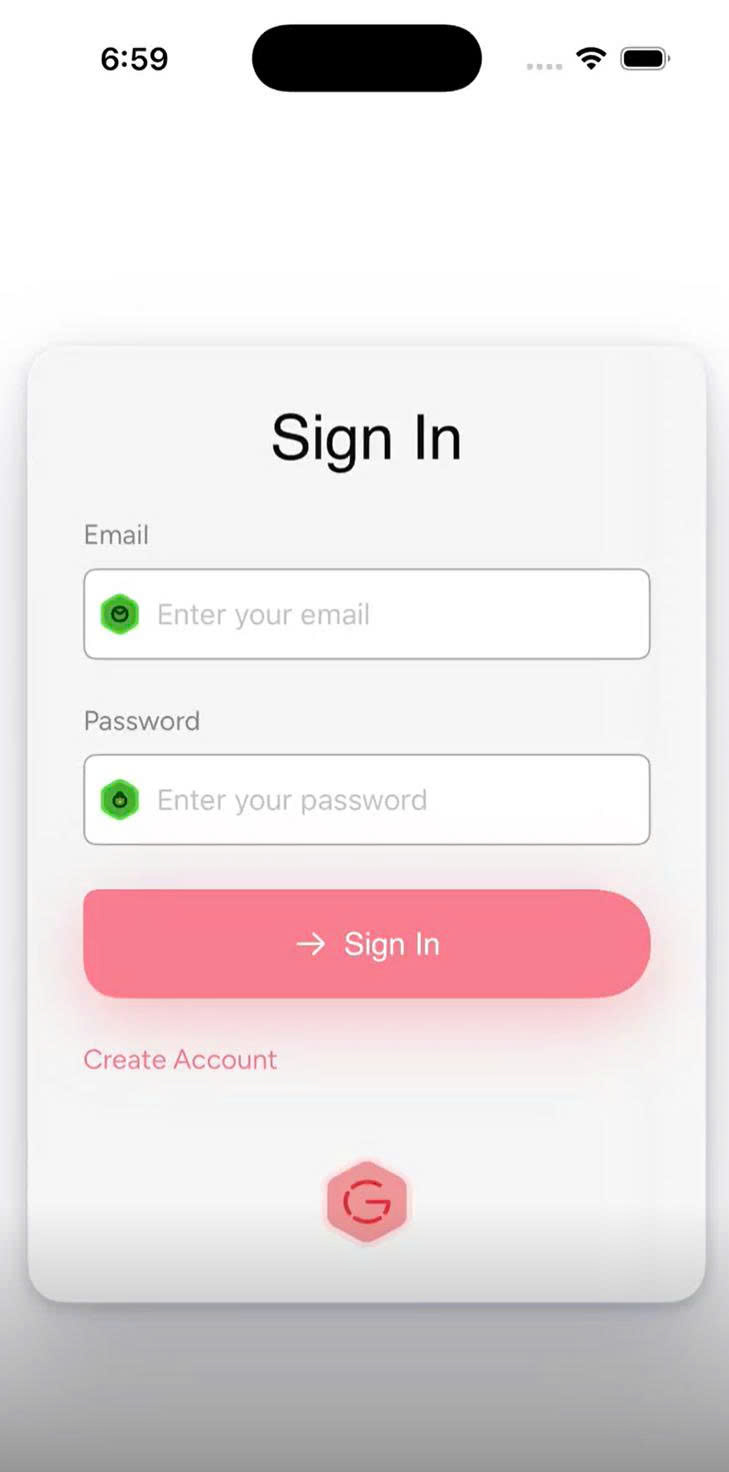 6:59
Sign In
Email
Enter your email
Password
Enter your password
→ Sign In
Create Account
G